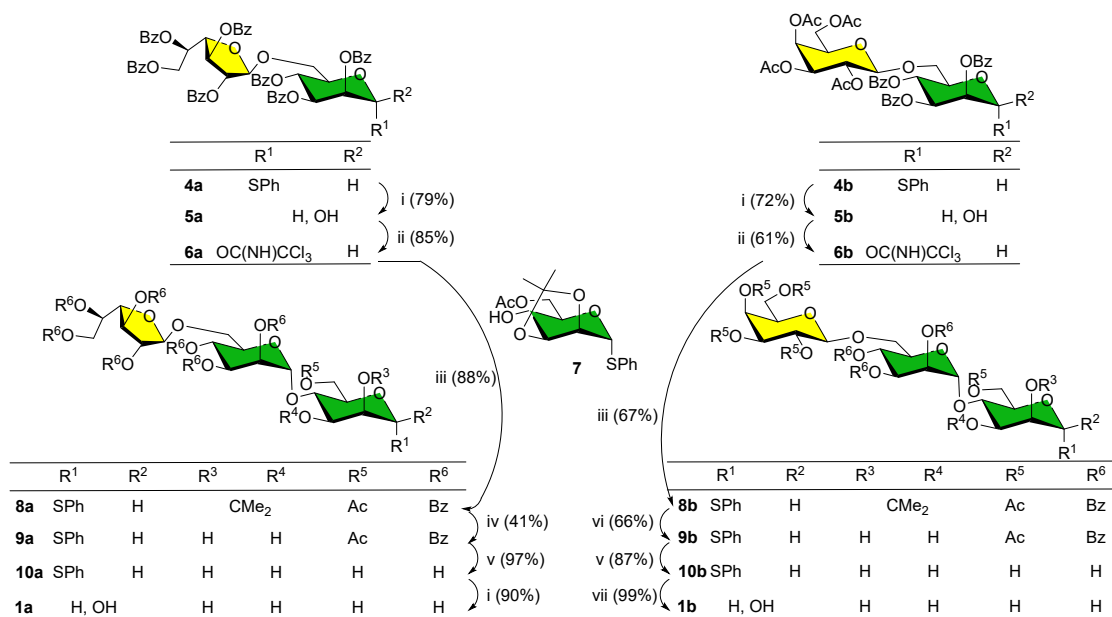 BzO OBz
BzO O O OBz
BzO BzO O
BzO BzO R²
R¹
R¹ R²
4a SPh H
i (79%)
5a H, OH
ii (85%)
6a OC(NH)CCl₃ H
AcO OAc
O
AcO O OBz
AcO BzO O
BzO R²
R¹
R¹ R²
4b SPh H
i (72%)
5b H, OH
ii (61%)
6b OC(NH)CCl₃ H
R⁶O OR⁶
R⁶O O O OR⁶
R⁶O R⁶O O
R⁶O R⁵
O O OR³
R⁴O O R²
R¹
iii (88%)
O
AcO O
HO O
O
7 SPh
OR⁵ OR⁵
O
R⁵O O OR⁶
R⁵O R⁶O O
R⁶O R⁵
O O OR³
R⁴O O R²
R¹
iii (67%)
R¹ R² R³ R⁴ R⁵ R⁶
8a SPh H CMe₂ Ac Bz
iv (41%)
9a SPh H H H Ac Bz
v (97%)
10a SPh H H H H H
i (90%)
1a H, OH H H H H
R¹ R² R³ R⁴ R⁵ R⁶
8b SPh H CMe₂ Ac Bz
vi (66%)
9b SPh H H H Ac Bz
v (87%)
10b SPh H H H H H
vii (99%)
1b H, OH H H H H